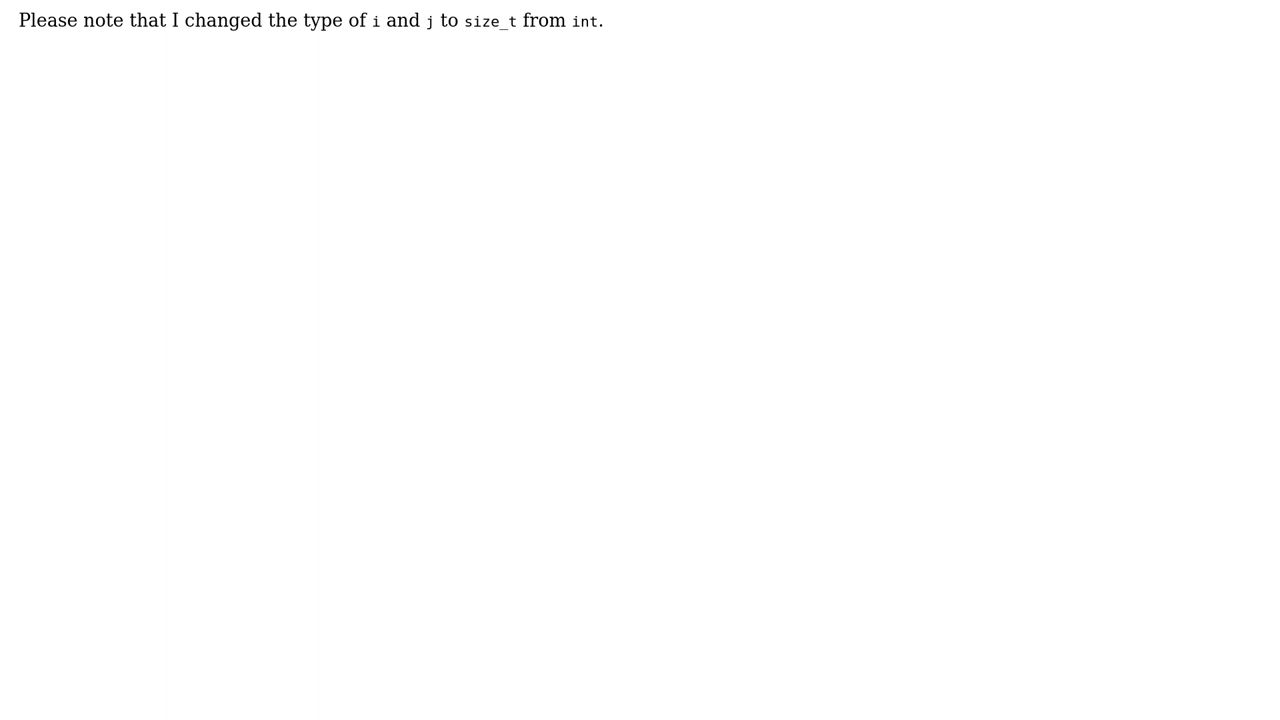 Please note that I changed the type of i and j to size_t from int.